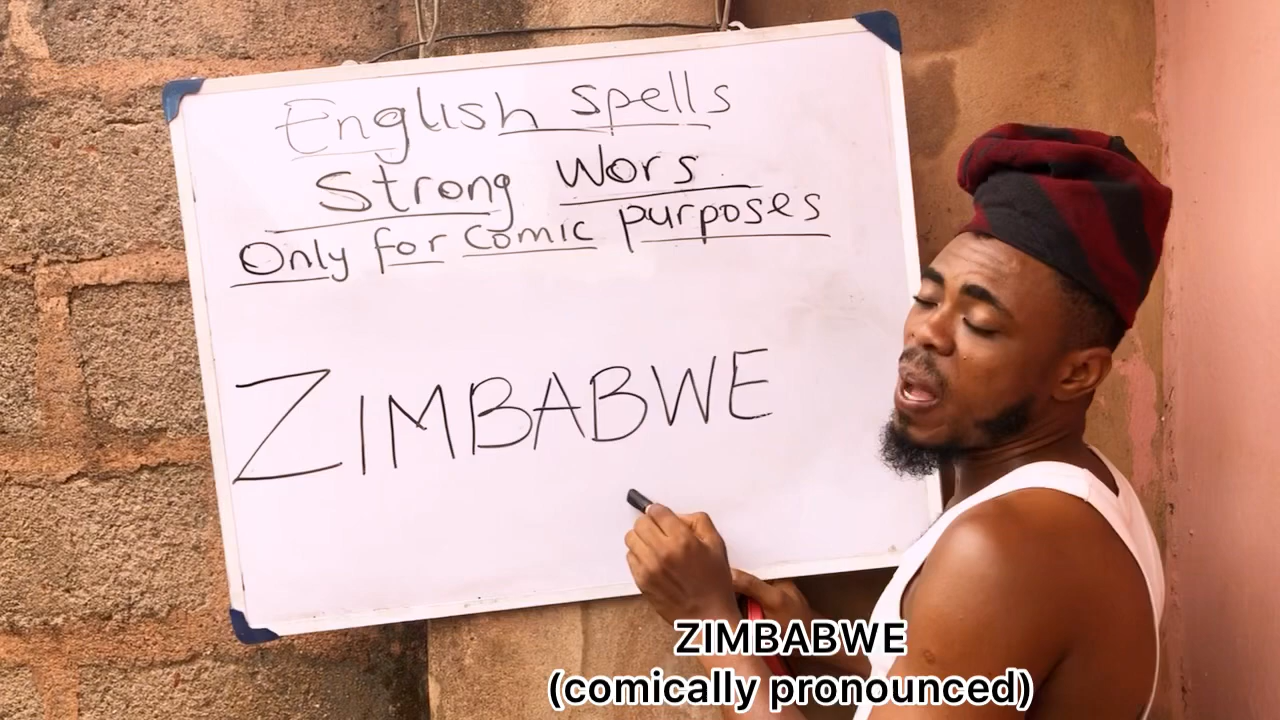 English spells
Strong Wors
Only for comic purposes
ZIMBABWE
ZIMBABWE
(comically pronounced)